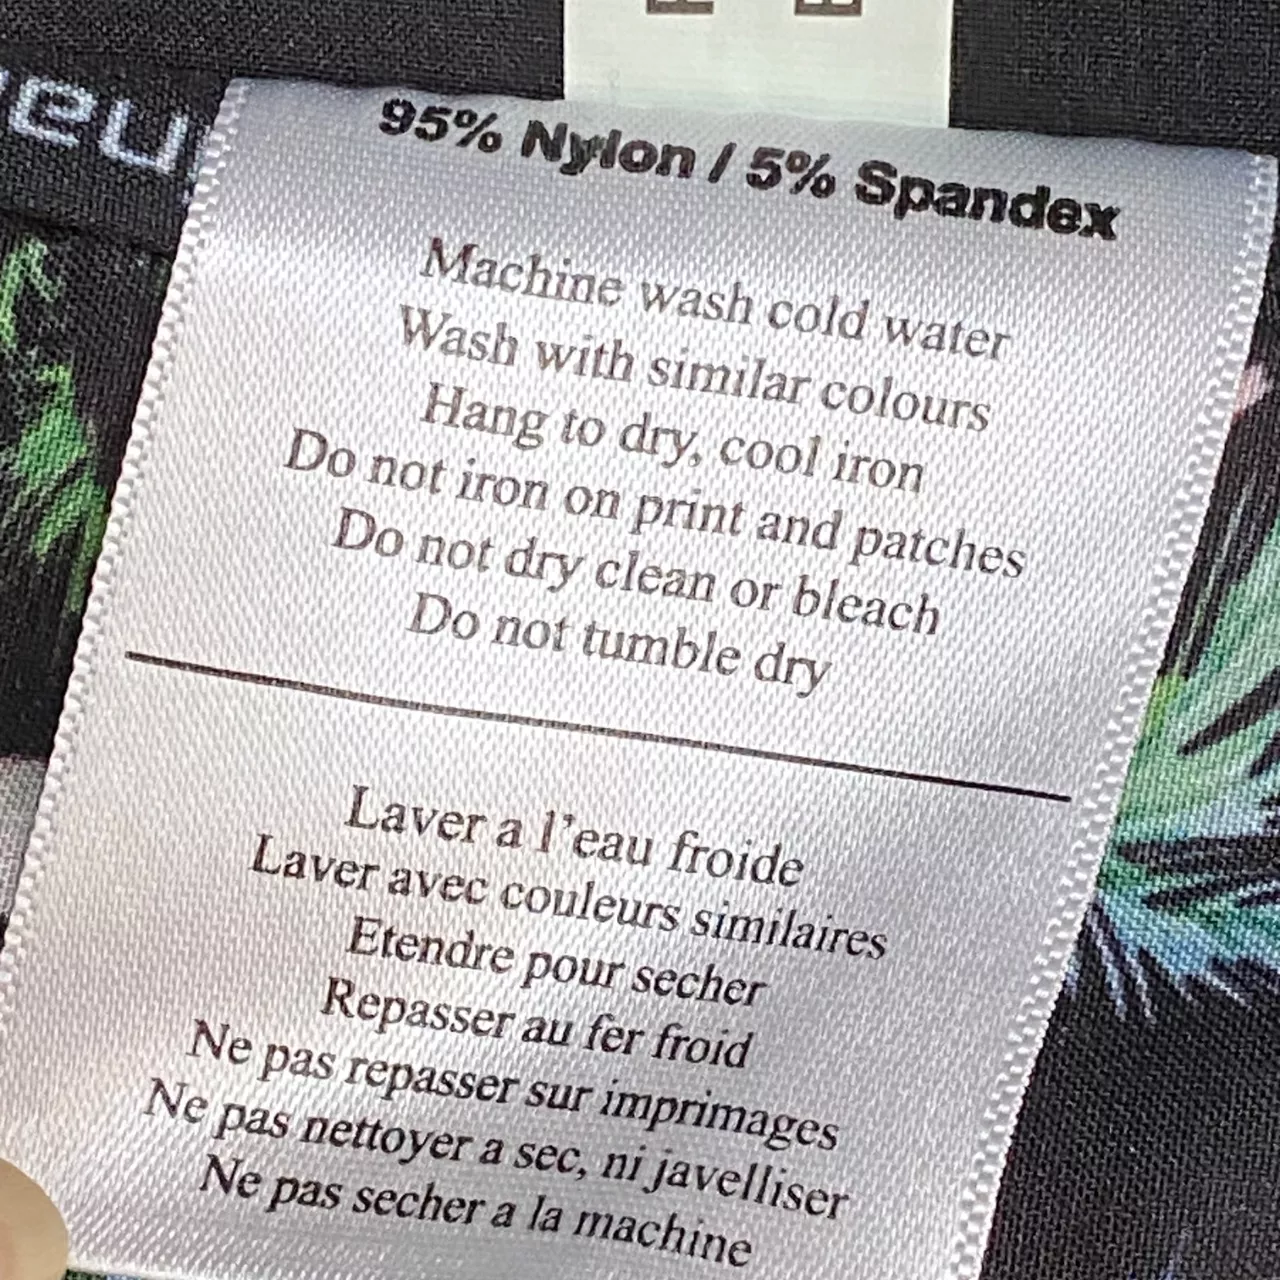 95% Nylon / 5% Spandex
Machine wash cold water
Wash with similar colours
Hang to dry, cool iron
Do not iron on print and patches
Do not dry clean or bleach
Do not tumble dry
Laver a l’eau froide
Laver avec couleurs similaires
Etendre pour secher
Repasser au fer froid
Ne pas repasser sur imprimages
Ne pas nettoyer a sec, ni javelliser
Ne pas secher a la machine